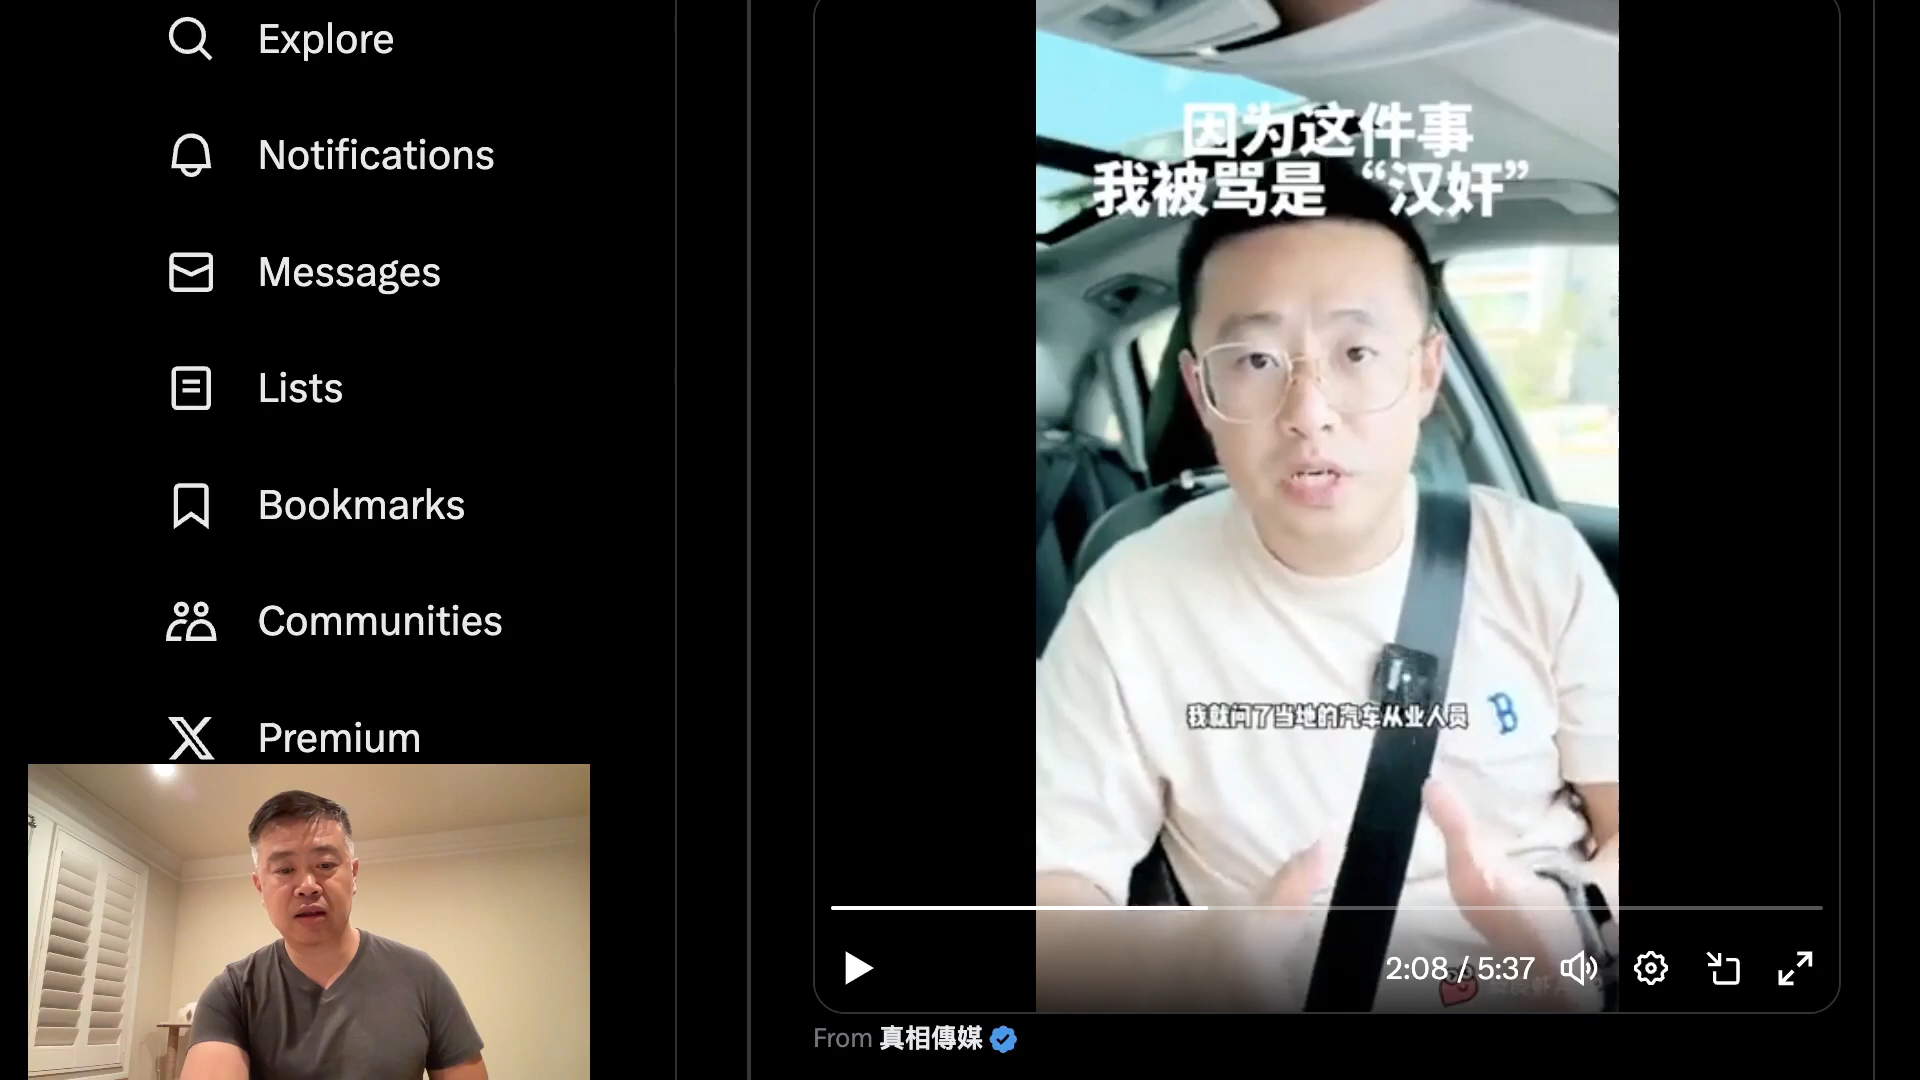 Explore
Notifications
Messages
Lists
Bookmarks
Communities
Premium
因为这件事
我被骂是“汉奸”
我就问了当地的汽车从业人员
B
2:08 / 5:37
From 真相傳媒